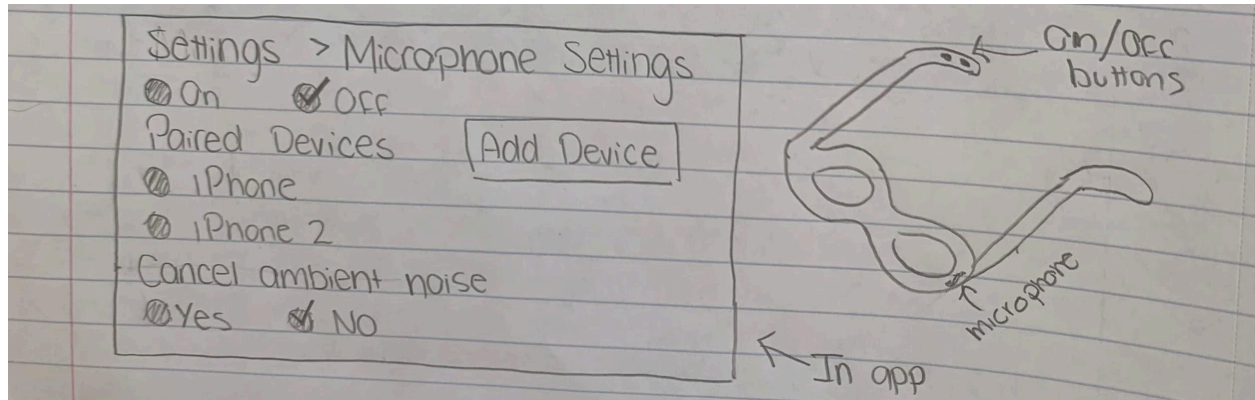 Settings > Microphone Settings
On Off
Paired Devices Add Device
iPhone
iPhone 2
Cancel ambient noise
Yes NO
In app
on/off
buttons
microphone